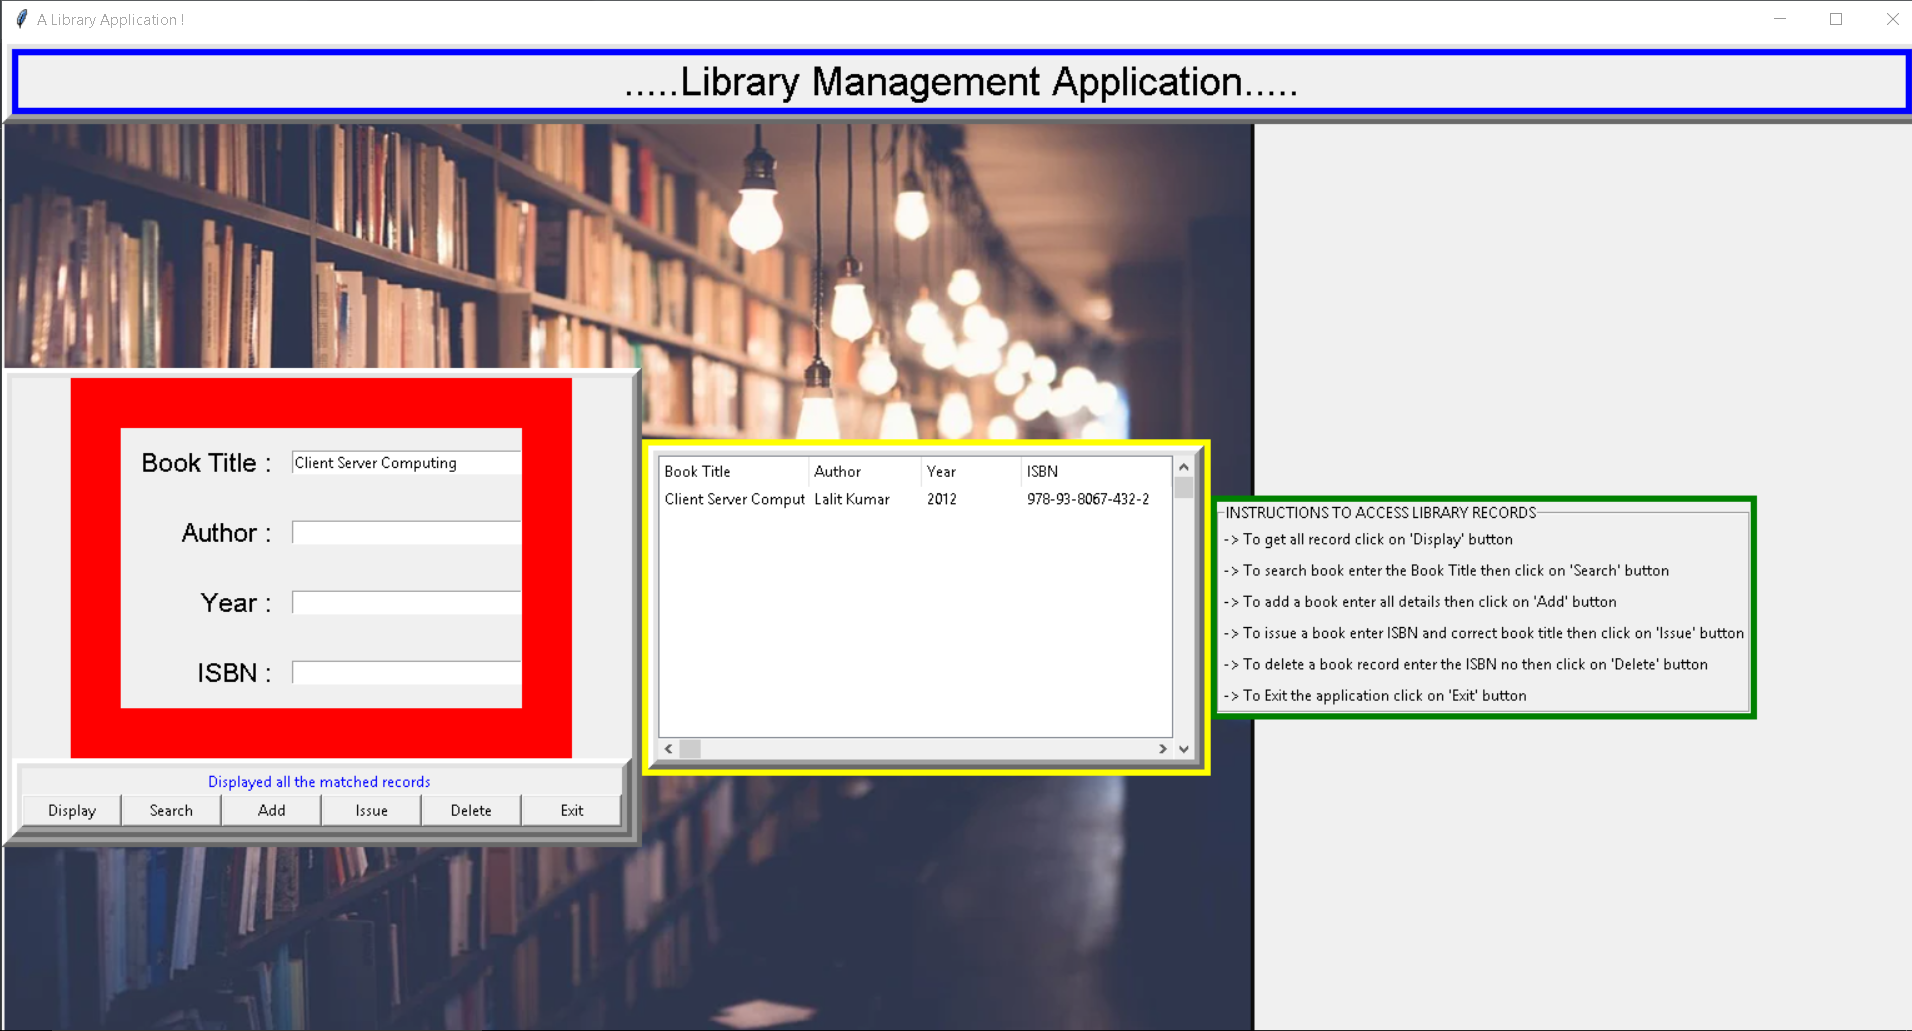 A Library Application !
.....Library Management Application.....
Book Title :
Client Server Computing
Author :
Year :
ISBN :
Displayed all the matched records
Display Search Add Issue Delete Exit
Book Title Author Year ISBN
Client Server Comput Lalit Kumar 2012 978-93-8067-432-2
INSTRUCTIONS TO ACCESS LIBRARY RECORDS
-> To get all record click on 'Display' button
-> To search book enter the Book Title then click on 'Search' button
-> To add a book enter all details then click on 'Add' button
-> To issue a book enter ISBN and correct book title then click on 'Issue' button
-> To delete a book record enter the ISBN no then click on 'Delete' button
-> To Exit the application click on 'Exit' button